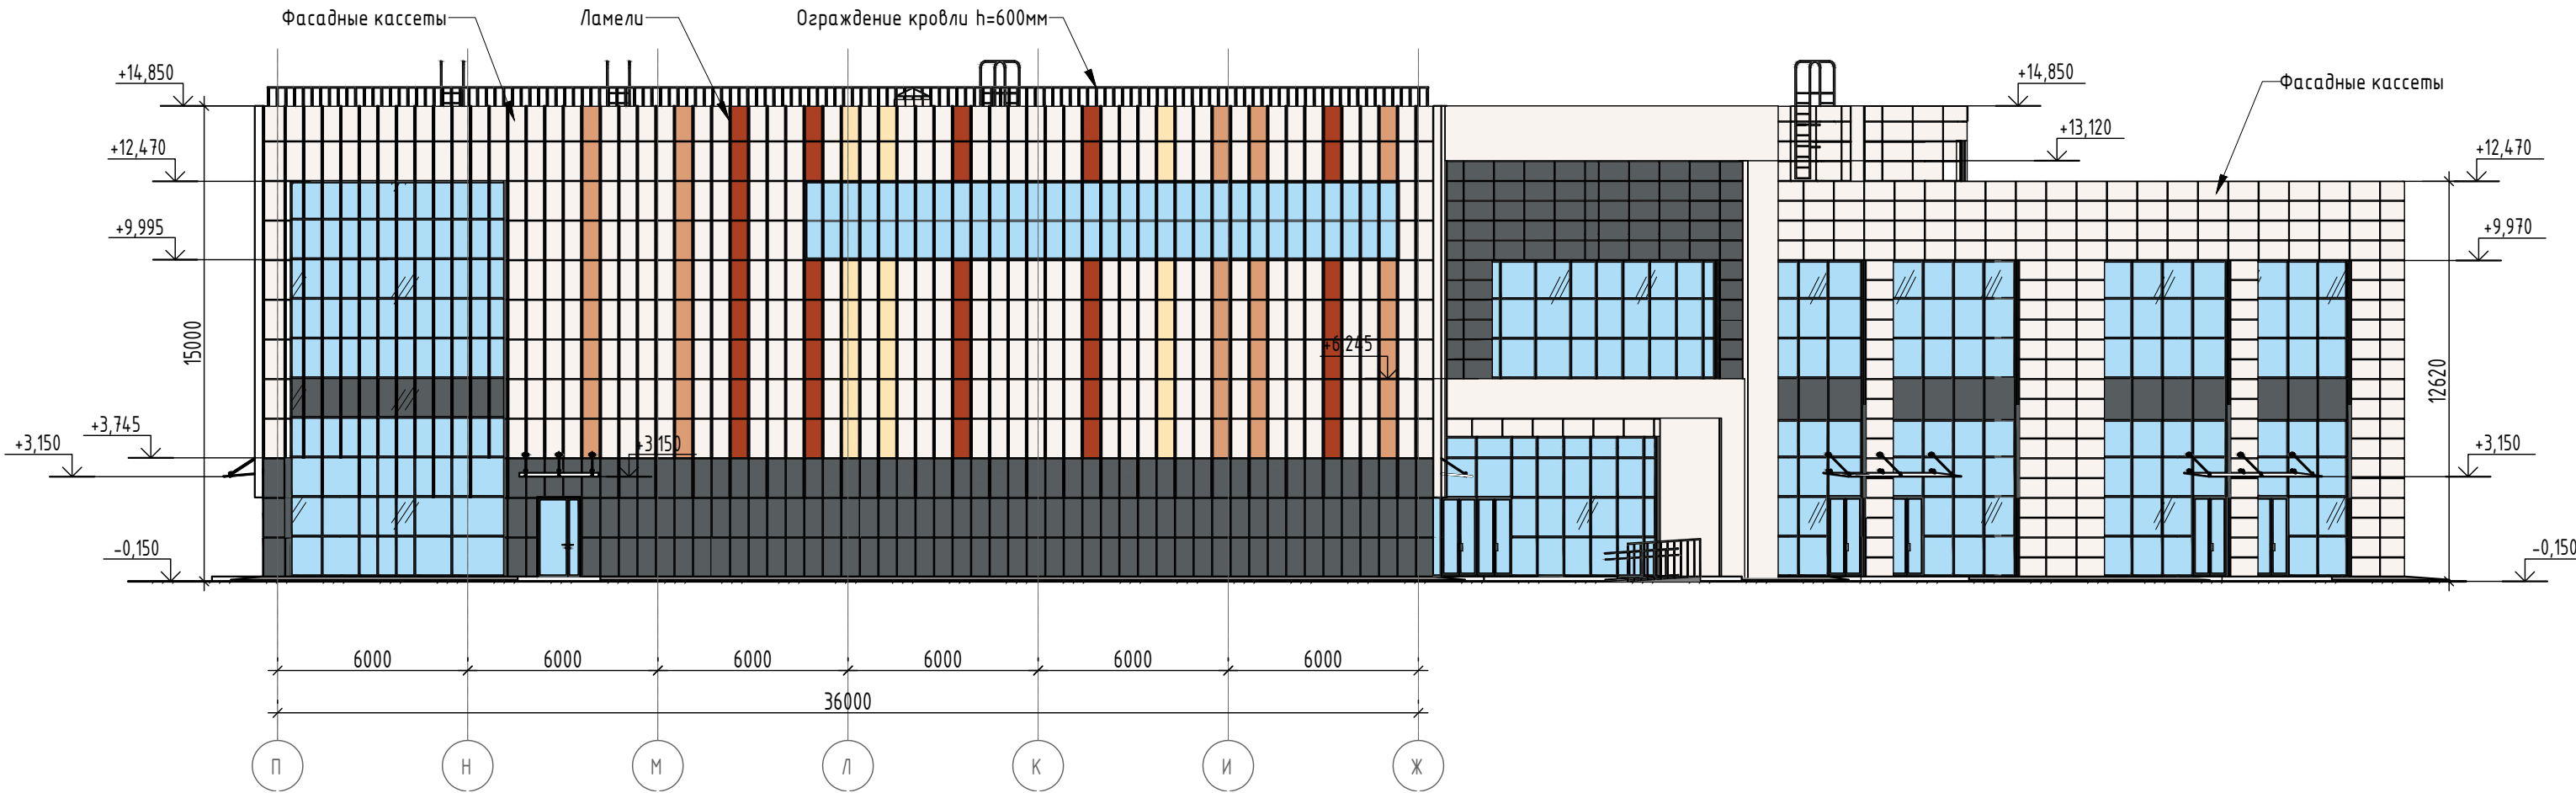 Фасадные кассеты
Ламели
Ограждение кровли h=600мм
+14,850
+14,850
Фасадные кассеты
+13,120
+12,470
+12,470
+9,995
+9,970
15000
+6,245
12620
+3,745
+3,150
+3,150
+3,150
-0,150
-0,150
6000
6000
6000
6000
6000
6000
36000
П
Н
М
Л
К
И
Ж